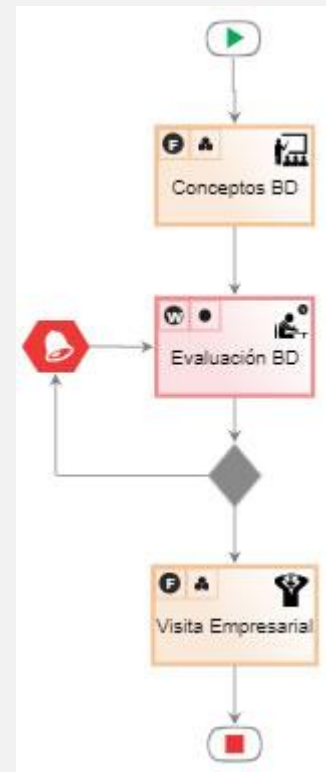 F
Conceptos BD
W
Evaluación BD
F
Visita Empresarial